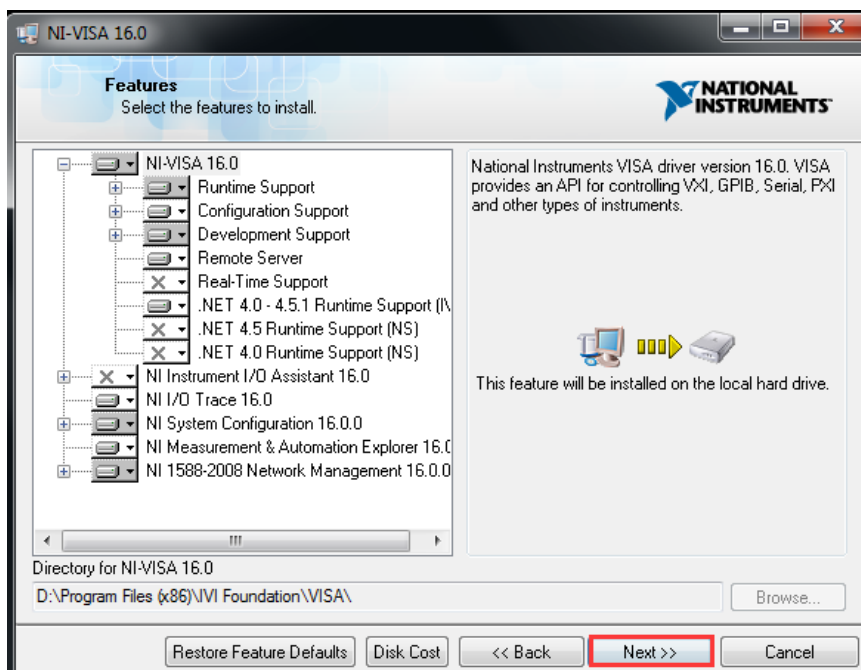 NI-VISA 16.0
Features
Select the features to install.
NATIONAL
INSTRUMENTS
NI-VISA 16.0
Runtime Support
Configuration Support
Development Support
Remote Server
Real-Time Support
.NET 4.0 - 4.5.1 Runtime Support (I\
.NET 4.5 Runtime Support (NS)
.NET 4.0 Runtime Support (NS)
NI Instrument I/O Assistant 16.0
NI I/O Trace 16.0
NI System Configuration 16.0.0
NI Measurement & Automation Explorer 16.0
NI 1588-2008 Network Management 16.0.0
National Instruments VISA driver version 16.0. VISA
provides an API for controlling VXI, GPIB, Serial, PXI
and other types of instruments.
This feature will be installed on the local hard drive.
Directory for NI-VISA 16.0
D:\Program Files (x86)\IVI Foundation\VISA\
Browse...
Restore Feature Defaults
Disk Cost
<< Back
Next >>
Cancel